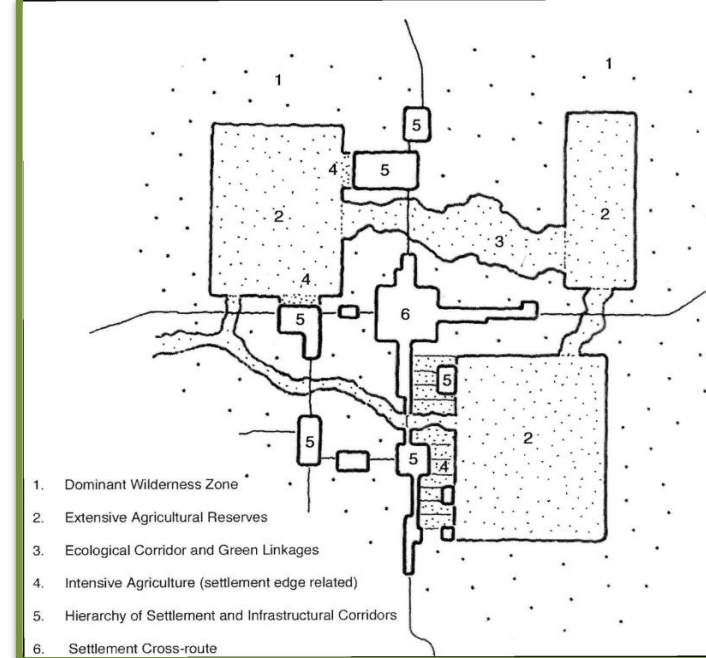 1
1
5
4
5
2
2
3
4
5
6
5
2
5
5
4
1. Dominant Wilderness Zone
2. Extensive Agricultural Reserves
3. Ecological Corridor and Green Linkages
4. Intensive Agriculture (settlement edge related)
5. Hierarchy of Settlement and Infrastructural Corridors
6. Settlement Cross-route